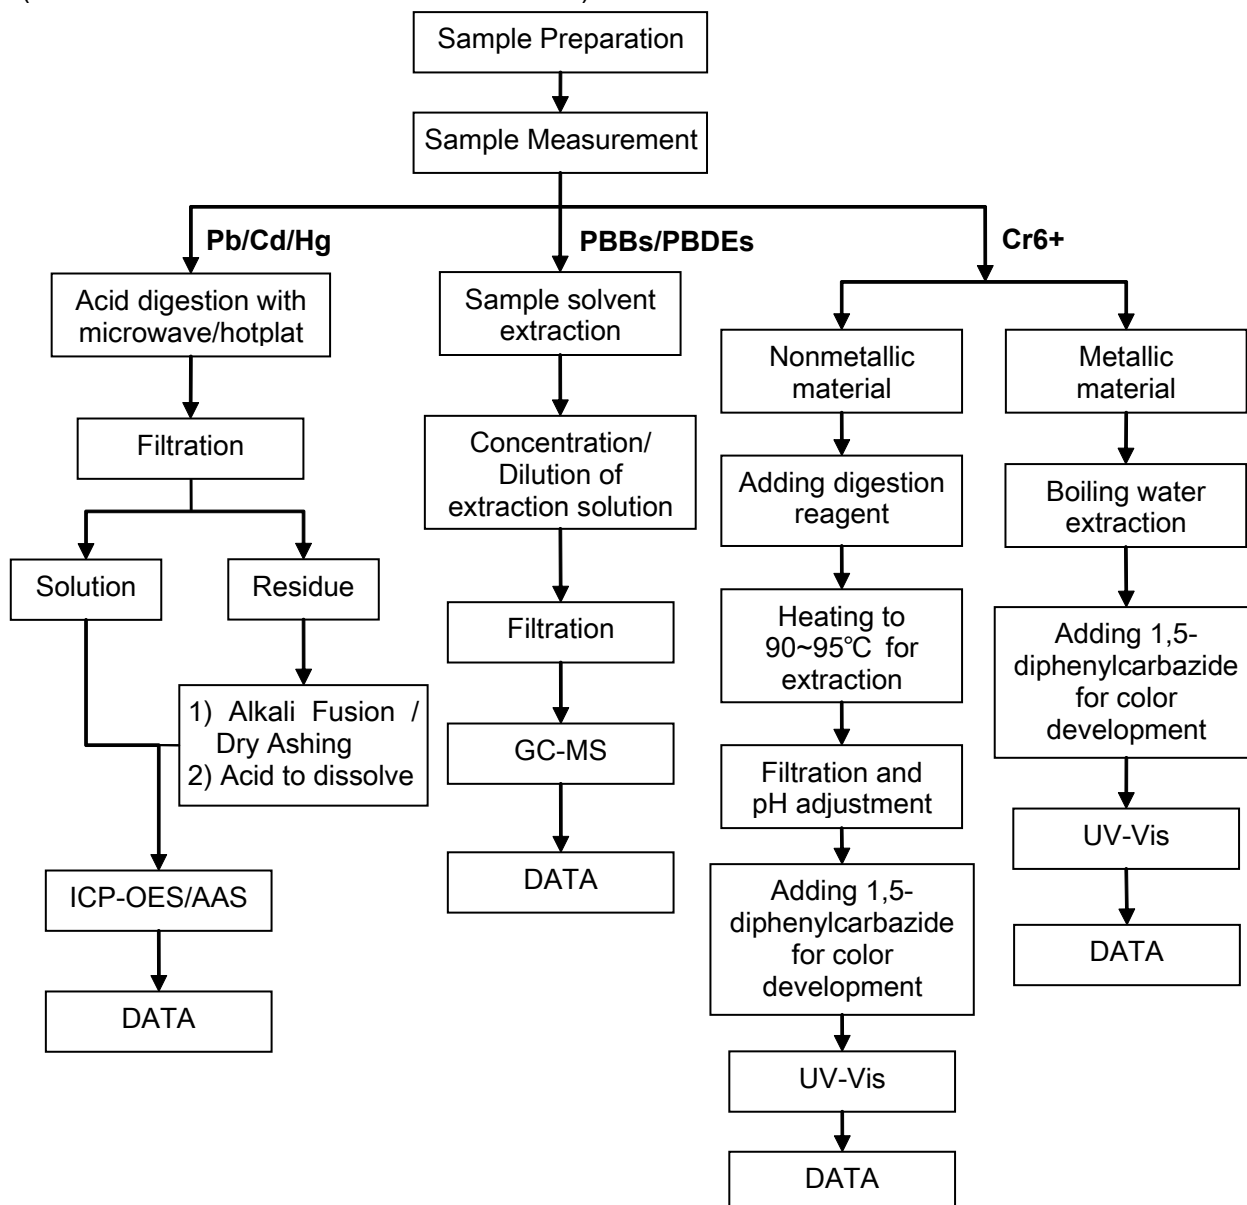 Sample Preparation
Sample Measurement
Pb/Cd/Hg
PBBs/PBDEs
Cr6+
Acid digestion with
microwave/hotplat
Filtration
Solution
Residue
1) Alkali Fusion /
Dry Ashing
2) Acid to dissolve
ICP-OES/AAS
DATA
Sample solvent
extraction
Concentration/
Dilution of
extraction solution
Filtration
GC-MS
DATA
Nonmetallic
material
Adding digestion
reagent
Heating to
90~95℃ for
extraction
Filtration and
pH adjustment
Adding 1,5-
diphenylcarbazide
for color
development
UV-Vis
DATA
Metallic
material
Boiling water
extraction
Adding 1,5-
diphenylcarbazide
for color
development
UV-Vis
DATA